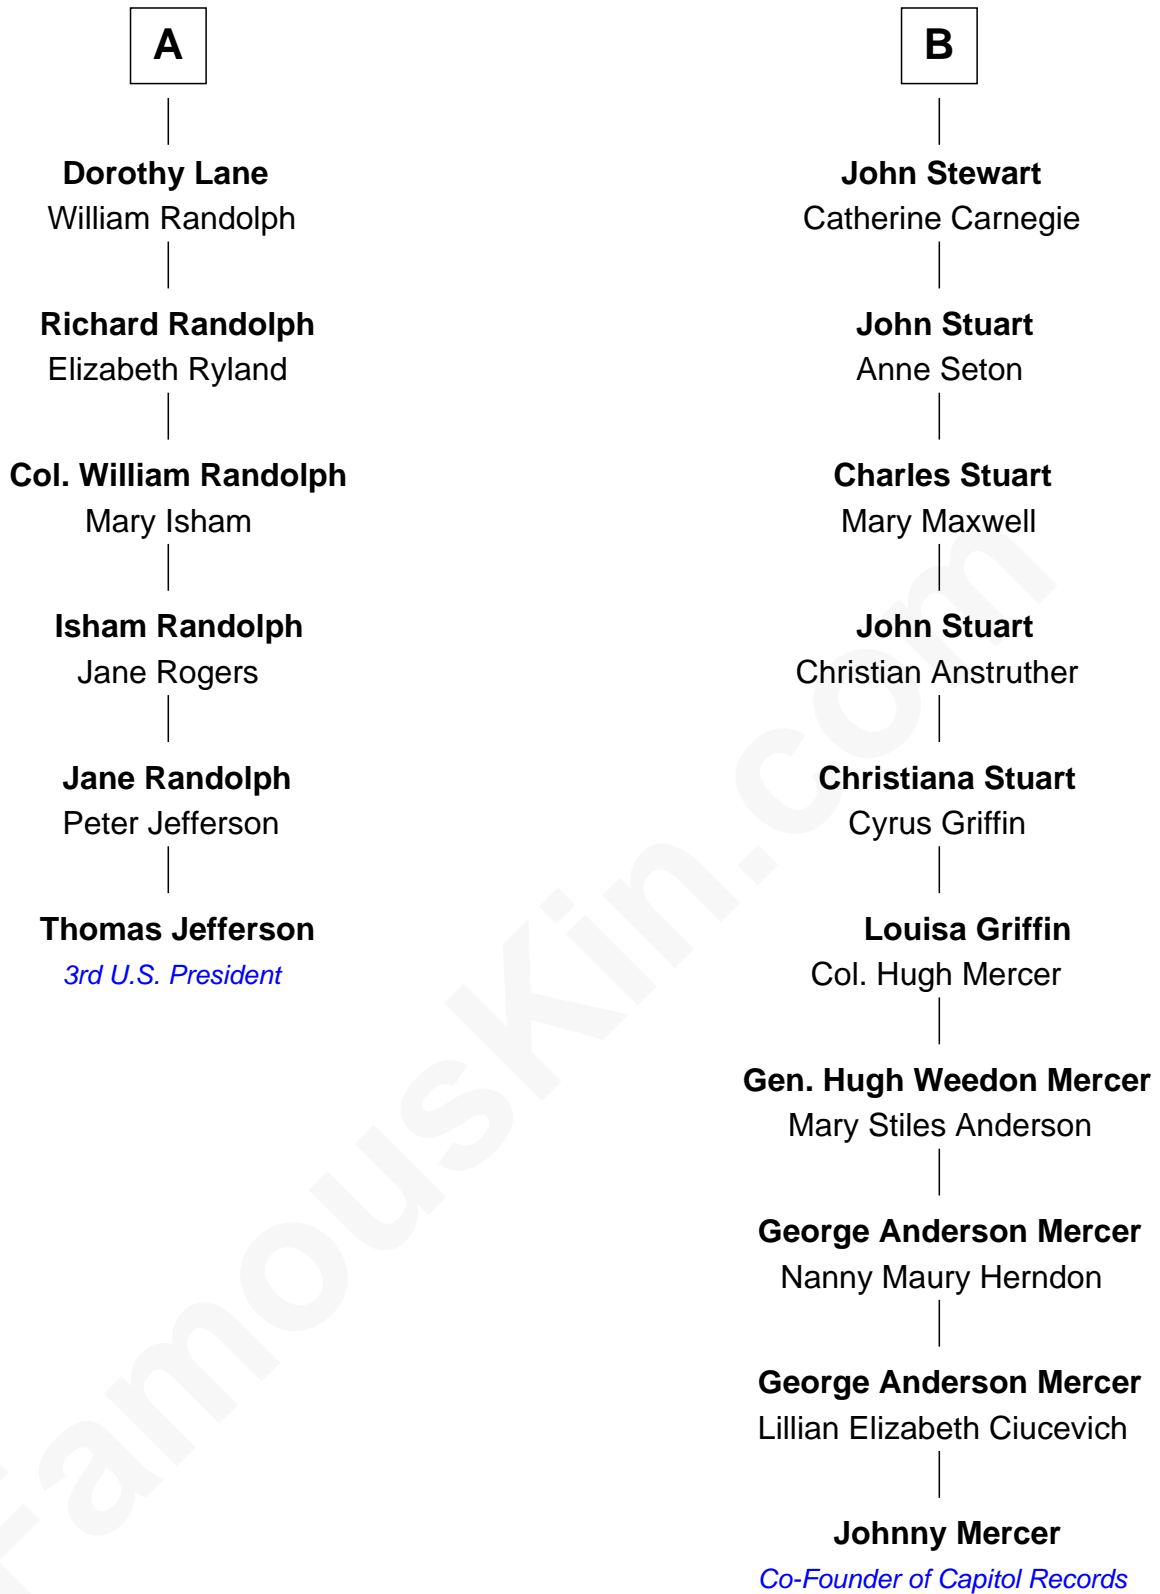 A
Dorothy Lane
William Randolph
Richard Randolph
Elizabeth Ryland
Col. William Randolph
Mary Isham
Isham Randolph
Jane Rogers
Jane Randolph
Peter Jefferson
Thomas Jefferson
3rd U.S. President
B
John Stewart
Catherine Carnegie
John Stuart
Anne Seton
Charles Stuart
Mary Maxwell
John Stuart
Christian Anstruther
Christiana Stuart
Cyrus Griffin
Louisa Griffin
Col. Hugh Mercer
Gen. Hugh Weedon Mercer
Mary Stiles Anderson
George Anderson Mercer
Nanny Maury Herndon
George Anderson Mercer
Lillian Elizabeth Ciucevich
Johnny Mercer
Co-Founder of Capitol Records
FamousKin.com